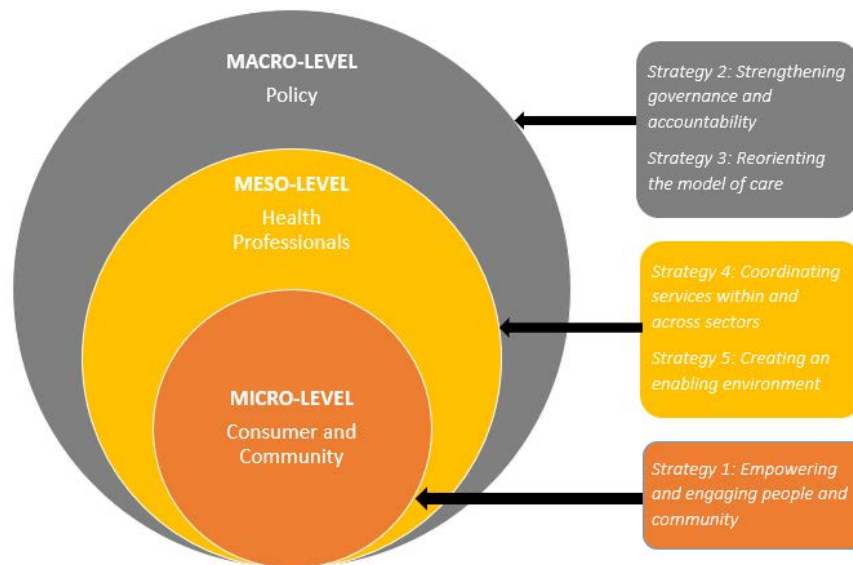 MACRO-LEVEL
Policy
MESO-LEVEL
Health
Professionals
MICRO-LEVEL
Consumer and
Community
Strategy 2: Strengthening
governance and
accountability
Strategy 3: Reorienting
the model of care
Strategy 4: Coordinating
services within and
across sectors
Strategy 5: Creating an
enabling environment
Strategy 1: Empowering
and engaging people and
community